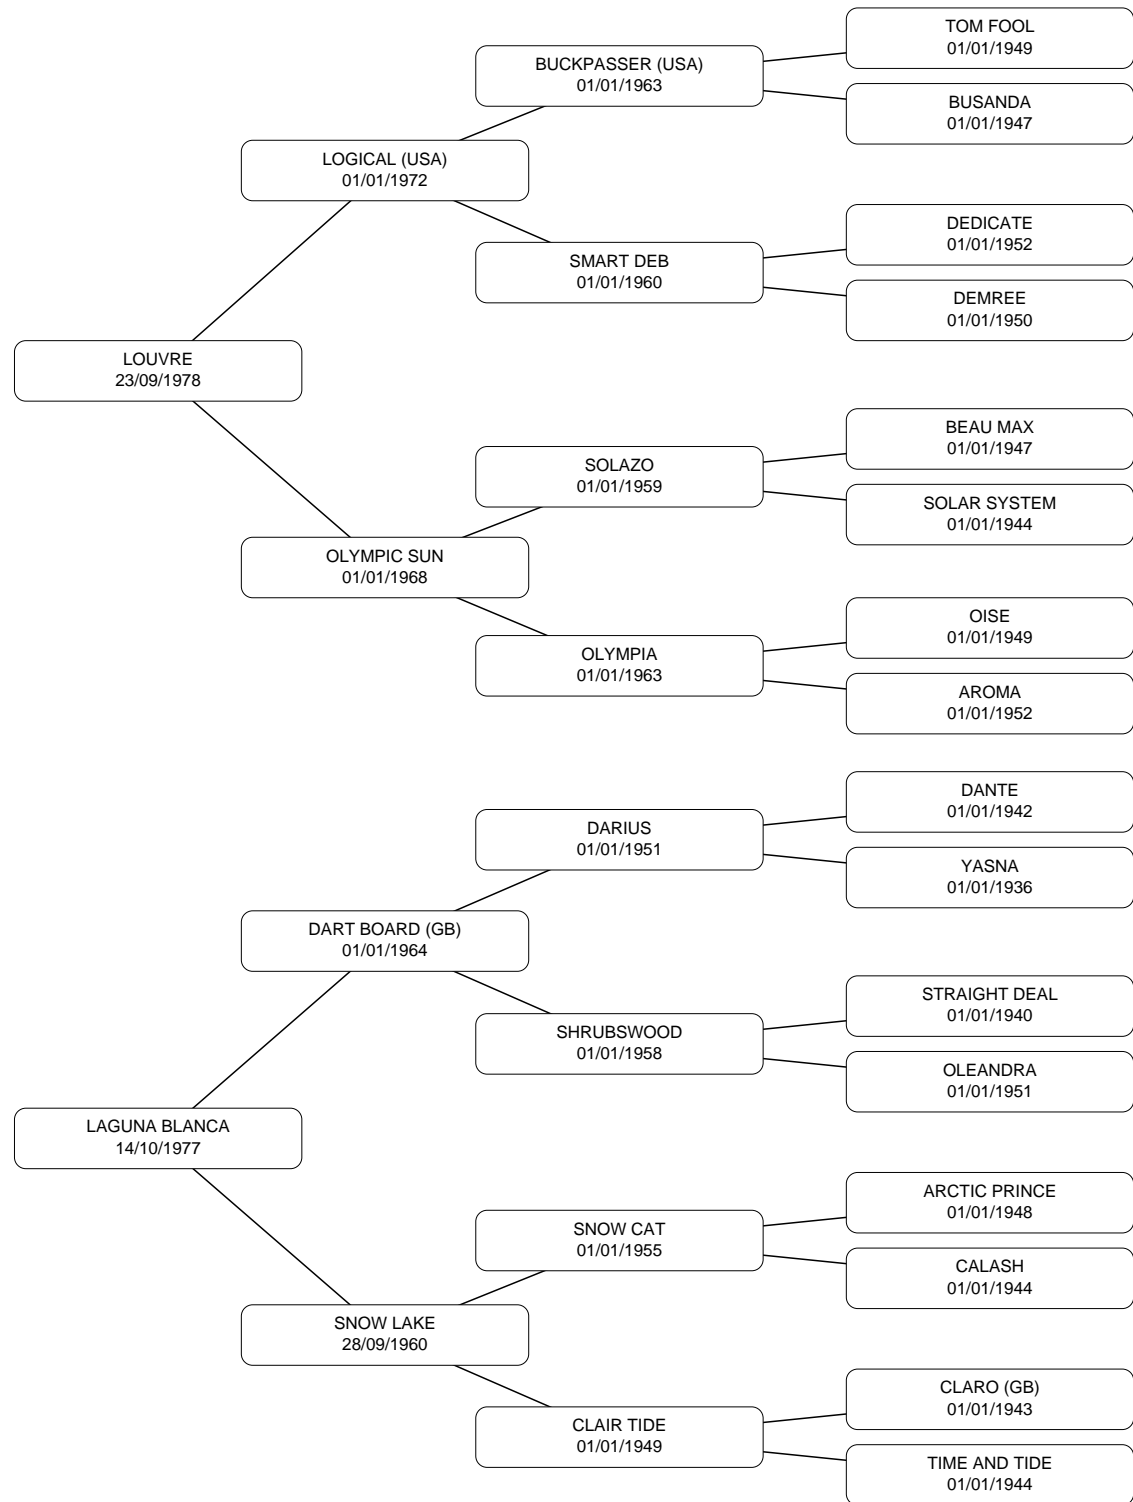 TOM FOOL
01/01/1949
BUCKPASSER (USA)
01/01/1963
BUSANDA
01/01/1947
LOGICAL (USA)
01/01/1972
DEDICATE
01/01/1952
SMART DEB
01/01/1960
DEMREE
01/01/1950
LOUVRE
23/09/1978
BEAU MAX
01/01/1947
SOLAZO
01/01/1959
SOLAR SYSTEM
01/01/1944
OLYMPIC SUN
01/01/1968
OISE
01/01/1949
OLYMPIA
01/01/1963
AROMA
01/01/1952
DANTE
01/01/1942
DARIUS
01/01/1951
YASNA
01/01/1936
DART BOARD (GB)
01/01/1964
STRAIGHT DEAL
01/01/1940
SHRUBSWOOD
01/01/1958
OLEANDRA
01/01/1951
LAGUNA BLANCA
14/10/1977
ARCTIC PRINCE
01/01/1948
SNOW CAT
01/01/1955
CALASH
01/01/1944
SNOW LAKE
28/09/1960
CLARO (GB)
01/01/1943
CLAIR TIDE
01/01/1949
TIME AND TIDE
01/01/1944